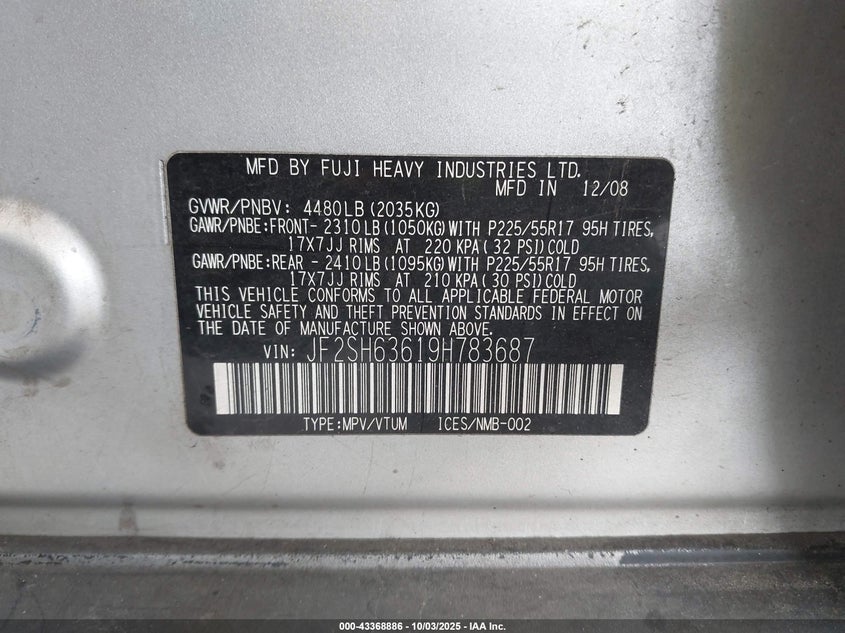 MFD BY FUJI HEAVY INDUSTRIES LTD.
MFD IN 12/08
GVWR/PNBV: 4480LB(2035KG)
GAWR/PNBE:FRONT- 2310LB(1050KG)WITH P225/55R17 95H TIRES,
17X7JJ RIMS AT 220 KPA( 32 PSI)COLD
GAWR/PNBE:REAR - 2410LB(1095KG)WITH P225/55R17 95H TIRES,
17X7JJ RIMS AT 210 KPA( 30 PSI)COLD
THIS VEHICLE CONFORMS TO ALL APPLICABLE FEDERAL MOTOR
VEHICLE SAFETY AND THEFT PREVENTION STANDARDS IN EFFECT ON
THE DATE OF MANUFACTURE SHOWN ABOVE.
VIN: JF2SH63619H783687
TYPE:MPV/VTUM ICES/NMB-002
000-43368886 - 10/03/2025 - IAA Inc.